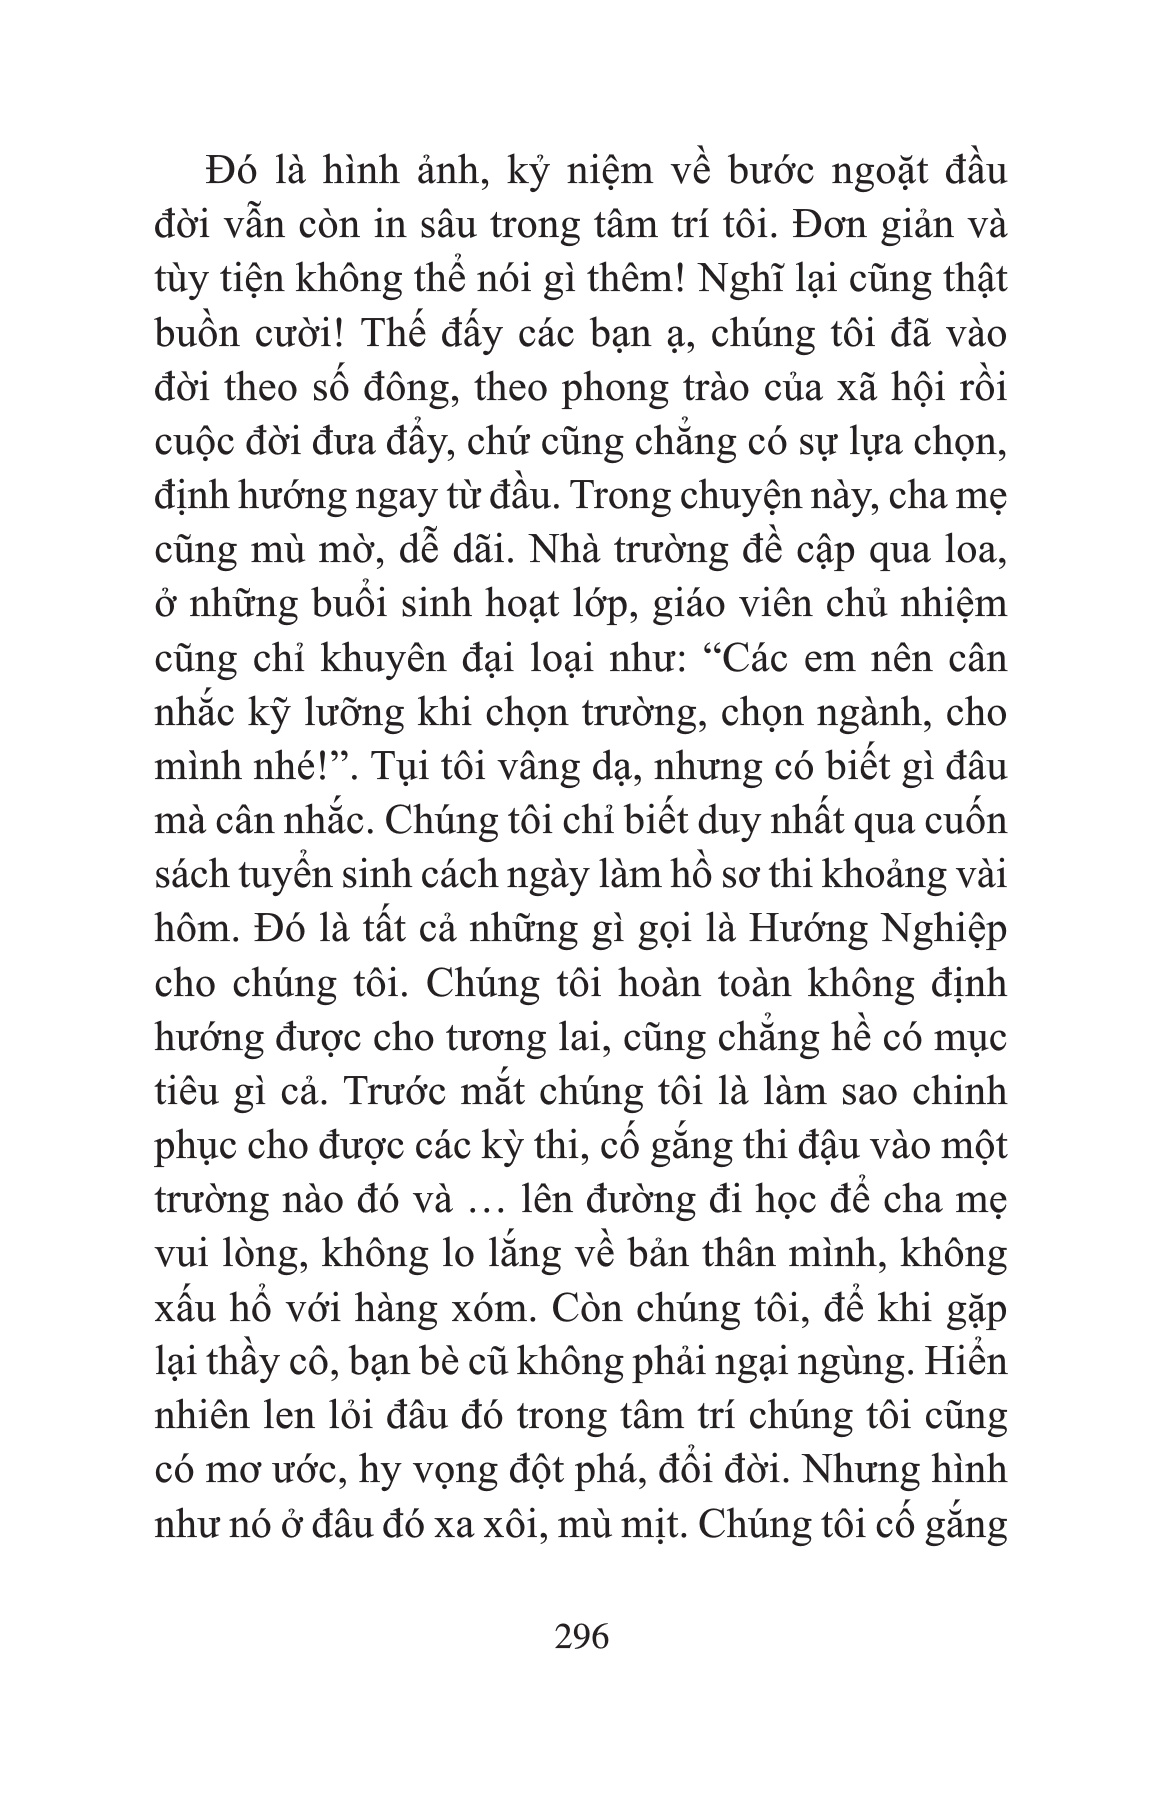 Đó là hình ảnh, kỷ niệm về bước ngoặt đầu
đời vẫn còn in sâu trong tâm trí tôi. Đơn giản và
tùy tiện không thể nói gì thêm! Nghĩ lại cũng thật
buồn cười! Thế đấy các bạn ạ, chúng tôi đã vào
đời theo số đông, theo phong trào của xã hội rồi
cuộc đời đưa đẩy, chứ cũng chẳng có sự lựa chọn,
định hướng ngay từ đầu. Trong chuyện này, cha mẹ
cũng mù mờ, dễ dãi. Nhà trường đề cập qua loa,
ở những buổi sinh hoạt lớp, giáo viên chủ nhiệm
cũng chỉ khuyên đại loại như: “Các em nên cân
nhắc kỹ lưỡng khi chọn trường, chọn ngành, cho
mình nhé!”. Tụi tôi vâng dạ, nhưng có biết gì đâu
mà cân nhắc. Chúng tôi chỉ biết duy nhất qua cuốn
sách tuyển sinh cách ngày làm hồ sơ thi khoảng vài
hôm. Đó là tất cả những gì gọi là Hướng Nghiệp
cho chúng tôi. Chúng tôi hoàn toàn không định
hướng được cho tương lai, cũng chẳng hề có mục
tiêu gì cả. Trước mắt chúng tôi là làm sao chinh
phục cho được các kỳ thi, cố gắng thi đậu vào một
trường nào đó và … lên đường đi học để cha mẹ
vui lòng, không lo lắng về bản thân mình, không
xấu hổ với hàng xóm. Còn chúng tôi, để khi gặp
lại thầy cô, bạn bè cũ không phải ngại ngùng. Hiển
nhiên len lỏi đâu đó trong tâm trí chúng tôi cũng
có mơ ước, hy vọng đột phá, đổi đời. Nhưng hình
như nó ở đâu đó xa xôi, mù mịt. Chúng tôi cố gắng
296